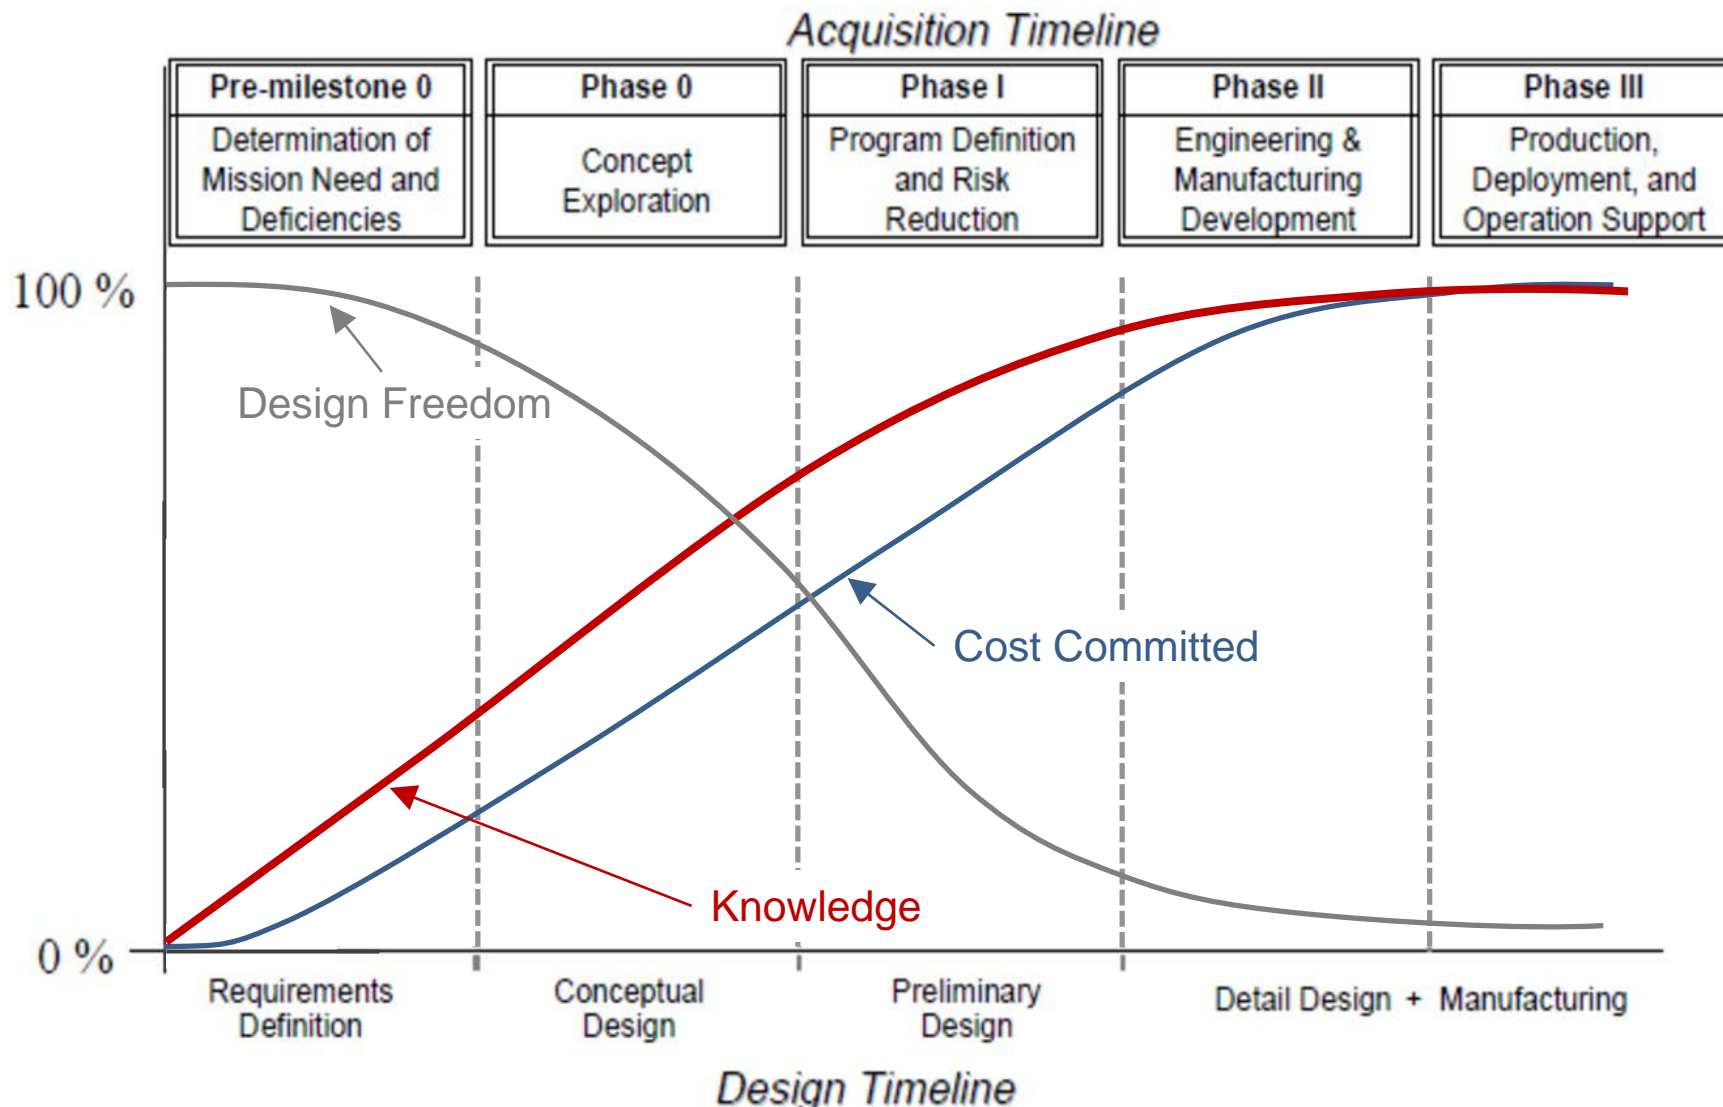 Acquisition Timeline
Pre-milestone 0
Determination of
Mission Need and
Deficiencies
Phase 0
Concept
Exploration
Phase I
Program Definition
and Risk
Reduction
Phase II
Engineering &
Manufacturing
Development
Phase III
Production,
Deployment, and
Operation Support
100 %
Design Freedom
Cost Committed
Knowledge
0 %
Requirements
Definition
Conceptual
Design
Preliminary
Design
Detail Design + Manufacturing
Design Timeline